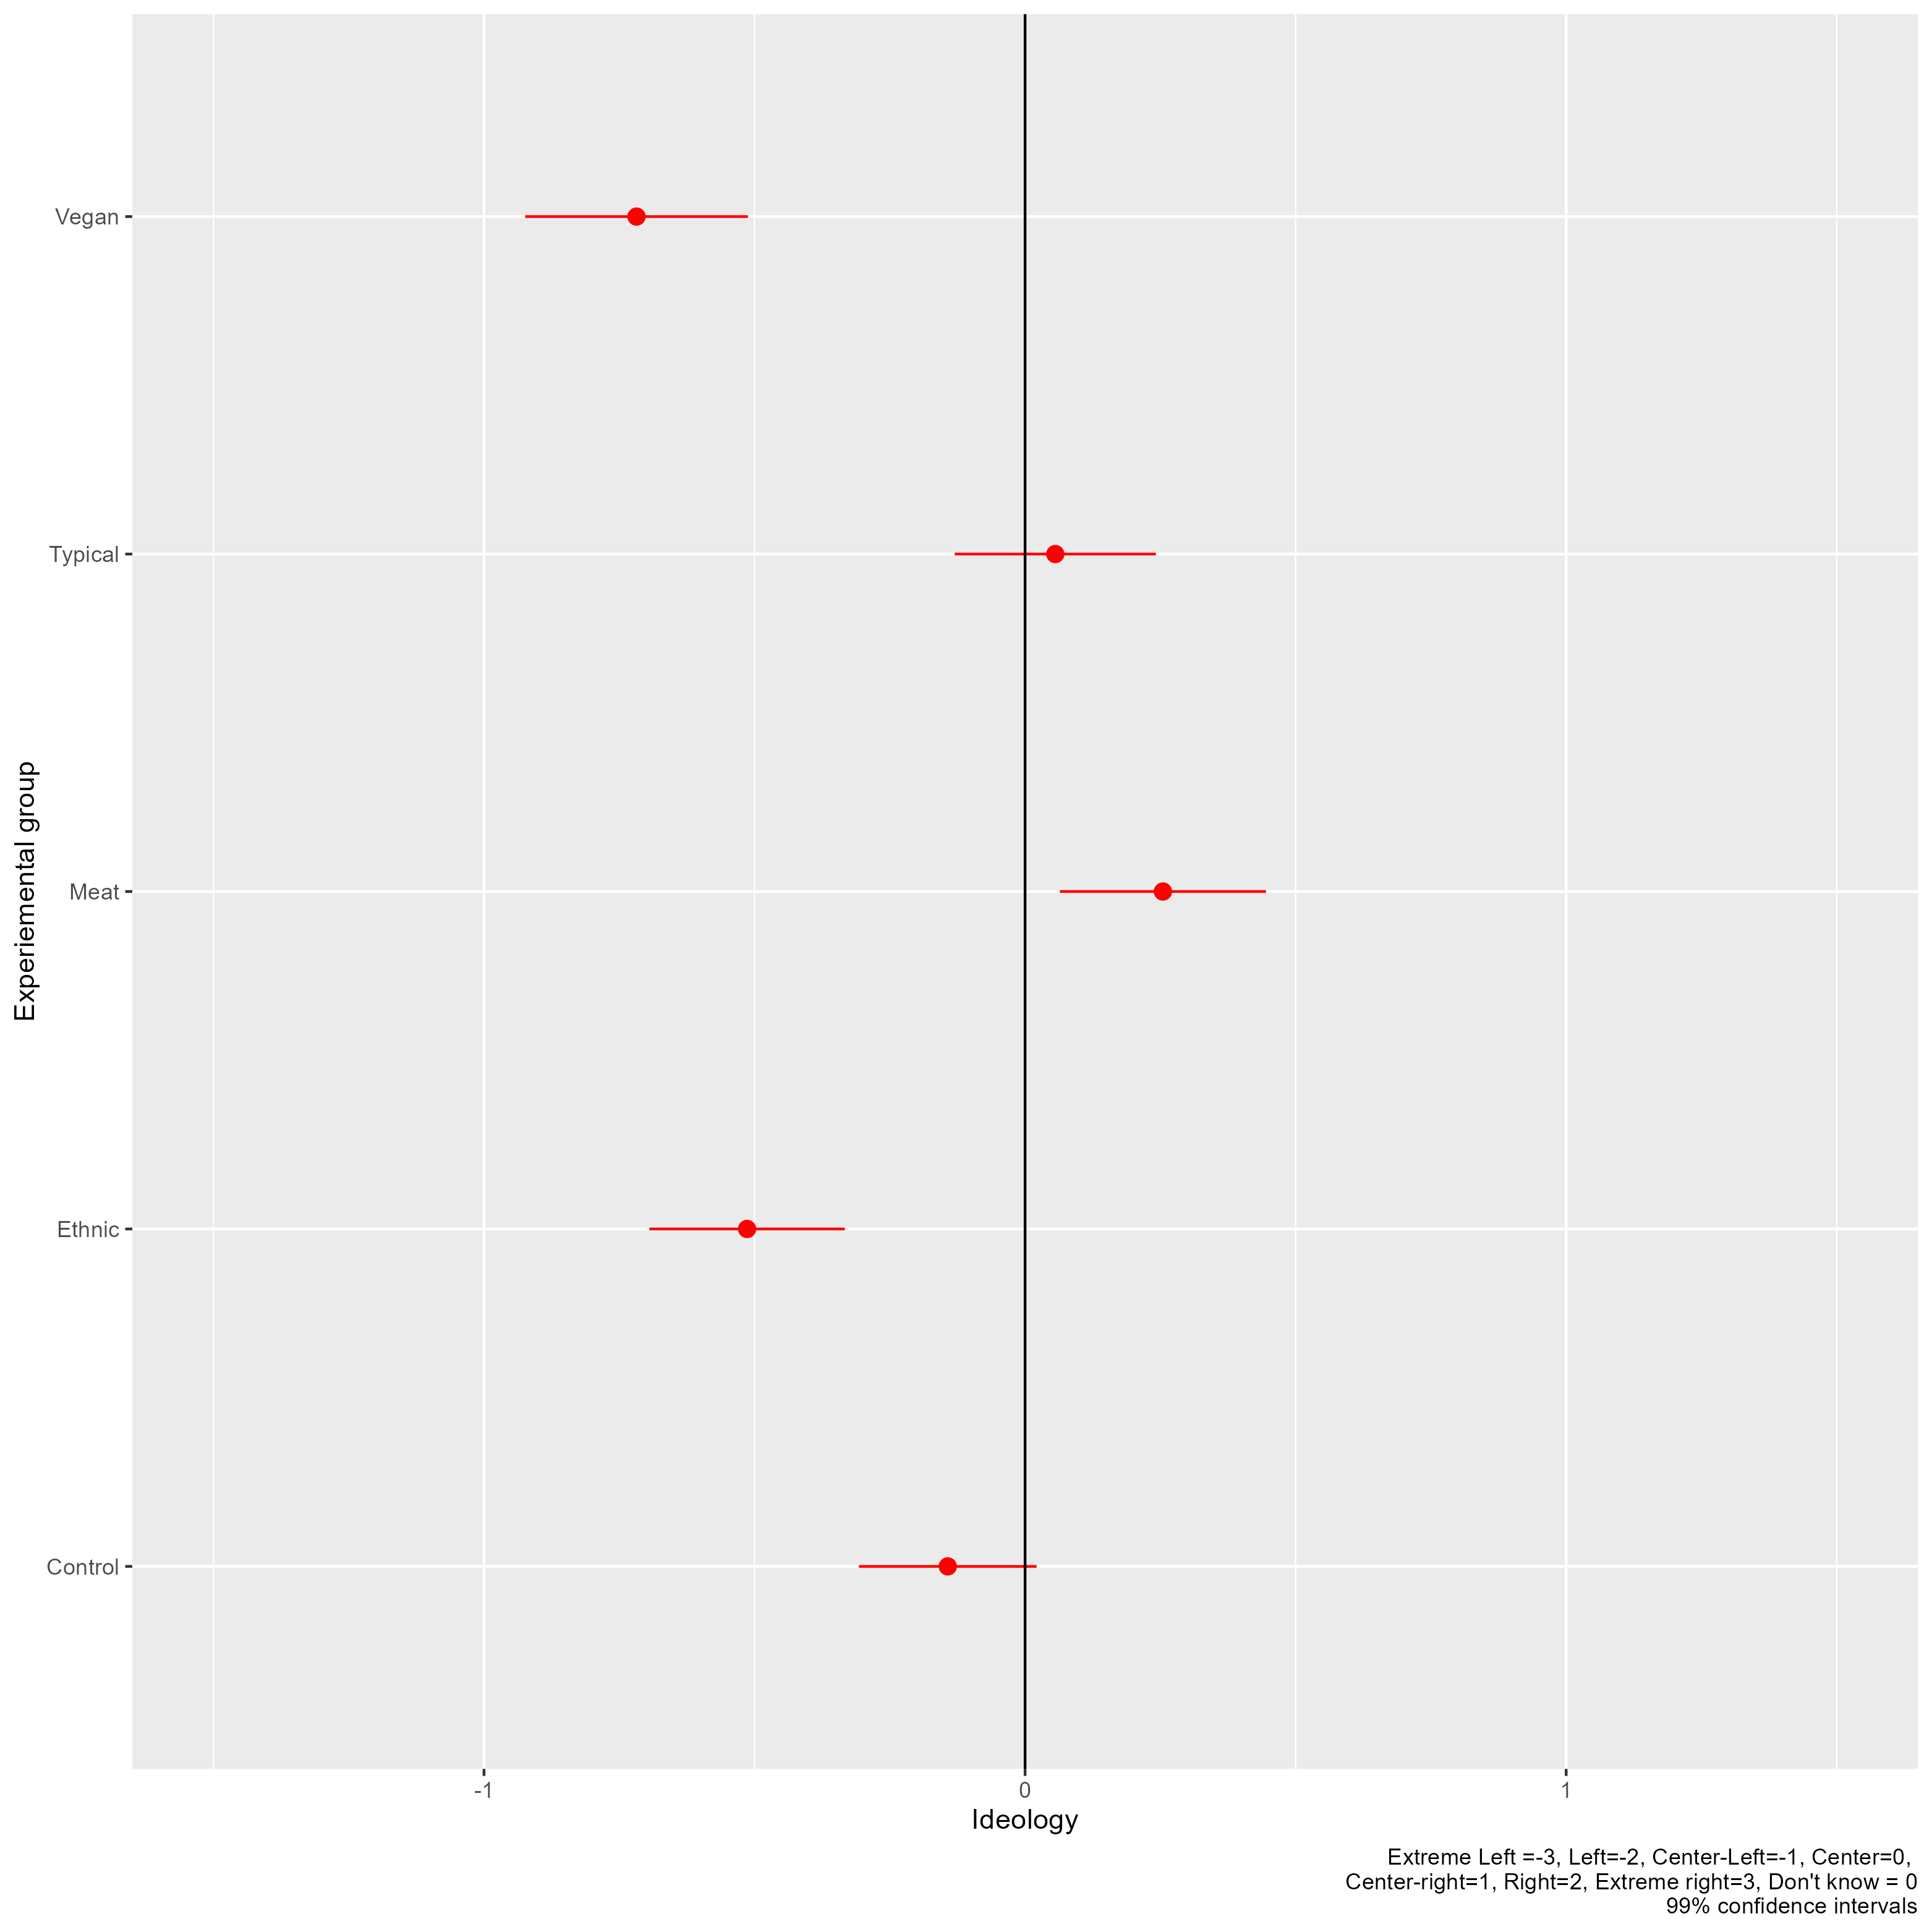 Vegan
Typical
Meat
Ethnic
Control
Experiemental group
-1
0
1
Ideology
Extreme Left =-3, Left=-2, Center-Left=-1, Center=0,
Center-right=1, Right=2, Extreme right=3, Don't know = 0
99% confidence intervals